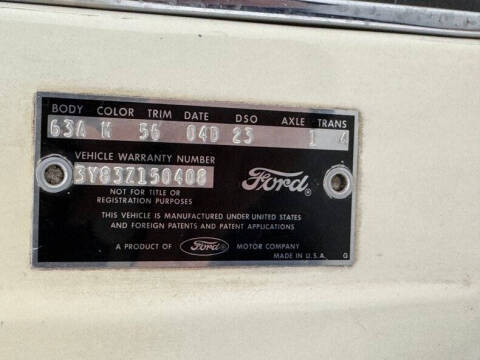 BODY COLOR TRIM DATE DSO AXLE TRANS
63A M 56 04D 23 1 4
VEHICLE WARRANTY NUMBER
3Y83Z150408
NOT FOR TITLE OR
REGISTRATION PURPOSES
Ford®
THIS VEHICLE IS MANUFACTURED UNDER UNITED STATES
AND FOREIGN PATENTS AND PATENT APPLICATIONS
A PRODUCT OF Ford MOTOR COMPANY
MADE IN U.S.A. G